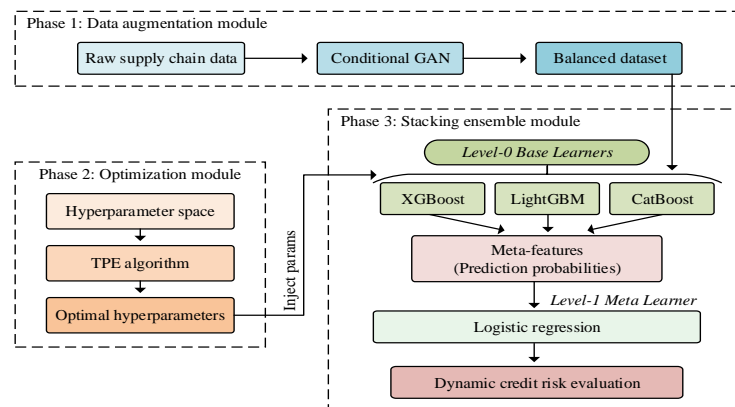 Phase 1: Data augmentation module
Raw supply chain data
Conditional GAN
Balanced dataset
Phase 2: Optimization module
Hyperparameter space
TPE algorithm
Optimal hyperparameters
Inject params
Phase 3: Stacking ensemble module
Level-0 Base Learners
XGBoost
LightGBM
CatBoost
Meta-features
(Prediction probabilities)
Level-1 Meta Learner
Logistic regression
Dynamic credit risk evaluation